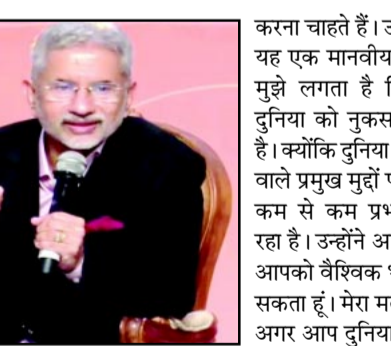 करना चाहते हैं। उ
यह एक मानवीय
मुझे लगता है
दुनिया को नुकस
है। क्योंकि दुनिया
वाले प्रमुख मुद्दों प
कम से कम प्रभ
रहा है। उन्होंने अ
आपको वैश्विक
सकता हूं। मेरा म
अगर आप दुनिया